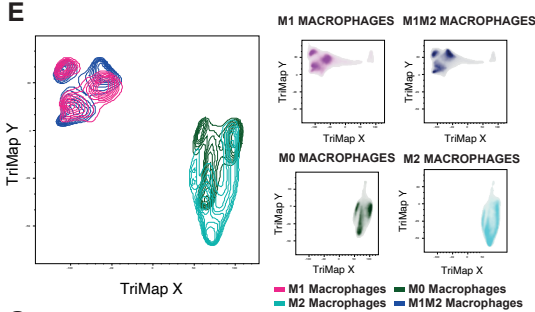 E
M1 MACROPHAGES
M1M2 MACROPHAGES
TriMap Y
TriMap X
TriMap Y
TriMap X
TriMap Y
TriMap X
M0 MACROPHAGES
M2 MACROPHAGES
TriMap Y
TriMap X
TriMap Y
TriMap X
M1 Macrophages
M0 Macrophages
M2 Macrophages
M1M2 Macrophages